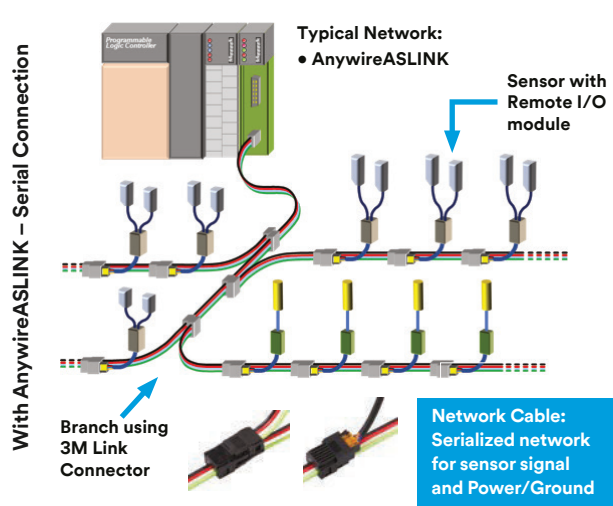 With AnywireASLINK – Serial Connection
Programmable
Logic Controller
Typical Network:
● AnywireASLINK
Sensor with
Remote I/O
module
Branch using
3M Link
Connector
Network Cable:
Serialized network
for sensor signal
and Power/Ground